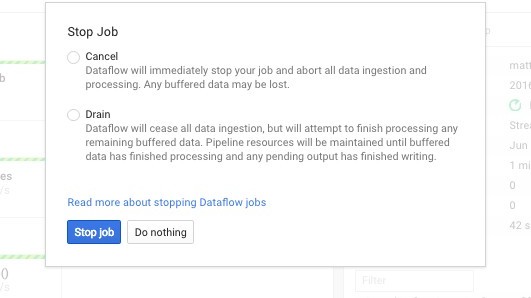 Stop Job
Cancel
Dataflow will immediately stop your job and abort all data ingestion and
processing. Any buffered data may be lost.
Drain
Dataflow will cease all data ingestion, but will attempt to finish processing any
remaining buffered data. Pipeline resources will be maintained until buffered
data has finished processing and any pending output has finished writing.
Read more about stopping Dataflow jobs
Stop job
Do nothing
b
es
/s
()
/s
matt
2016
Stre
Jun
1 mi
0
0
42 s
Filter